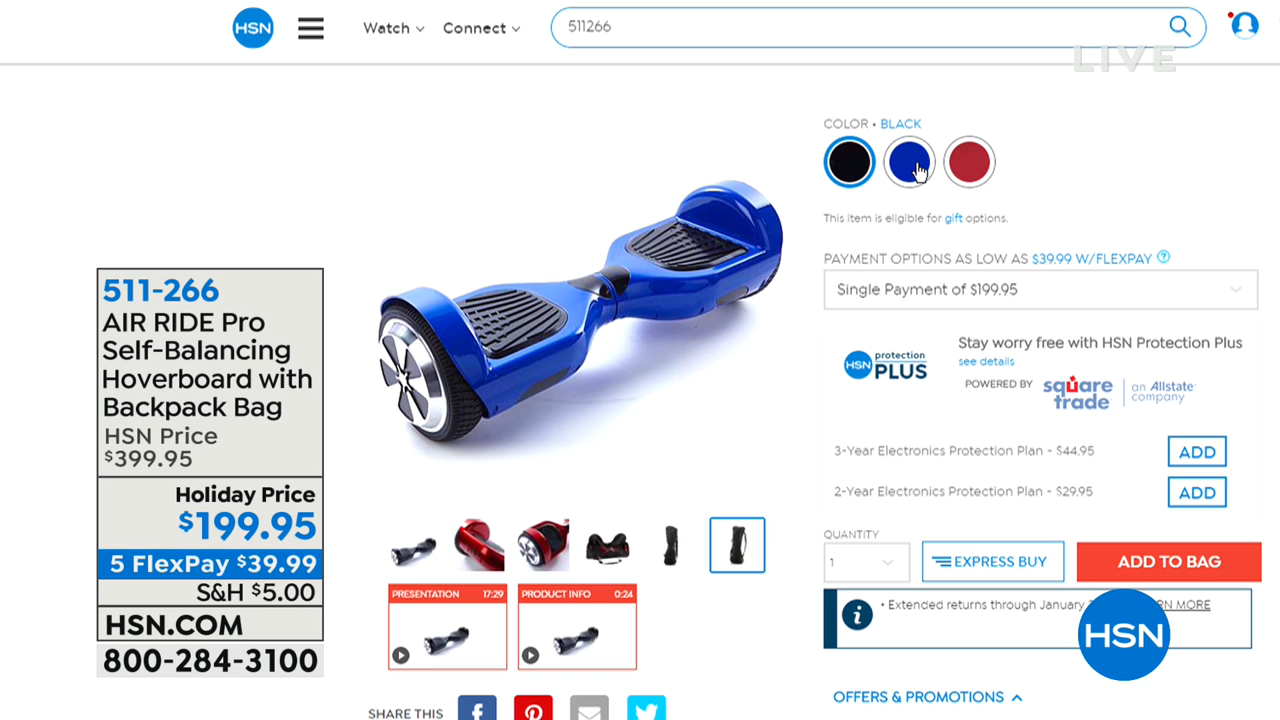 HSN
Watch
Connect
511266
LIVE
COLOR • BLACK
This item is eligible for gift options.
PAYMENT OPTIONS AS LOW AS $39.99 W/FLEXPAY ?
Single Payment of $199.95
HSN protection PLUS
Stay worry free with HSN Protection Plus
see details
POWERED BY square trade | an Allstate company
3-Year Electronics Protection Plan - $44.95
ADD
2-Year Electronics Protection Plan - $29.95
ADD
QUANTITY
1
EXPRESS BUY
ADD TO BAG
• Extended returns through January
RN MORE
HSN
OFFERS & PROMOTIONS
511-266
AIR RIDE Pro
Self-Balancing
Hoverboard with
Backpack Bag
HSN Price
$399.95
Holiday Price
$199.95
5 FlexPay $39.99
S&H $5.00
HSN.COM
800-284-3100
PRESENTATION 17:29
PRODUCT INFO 0:24
SHARE THIS